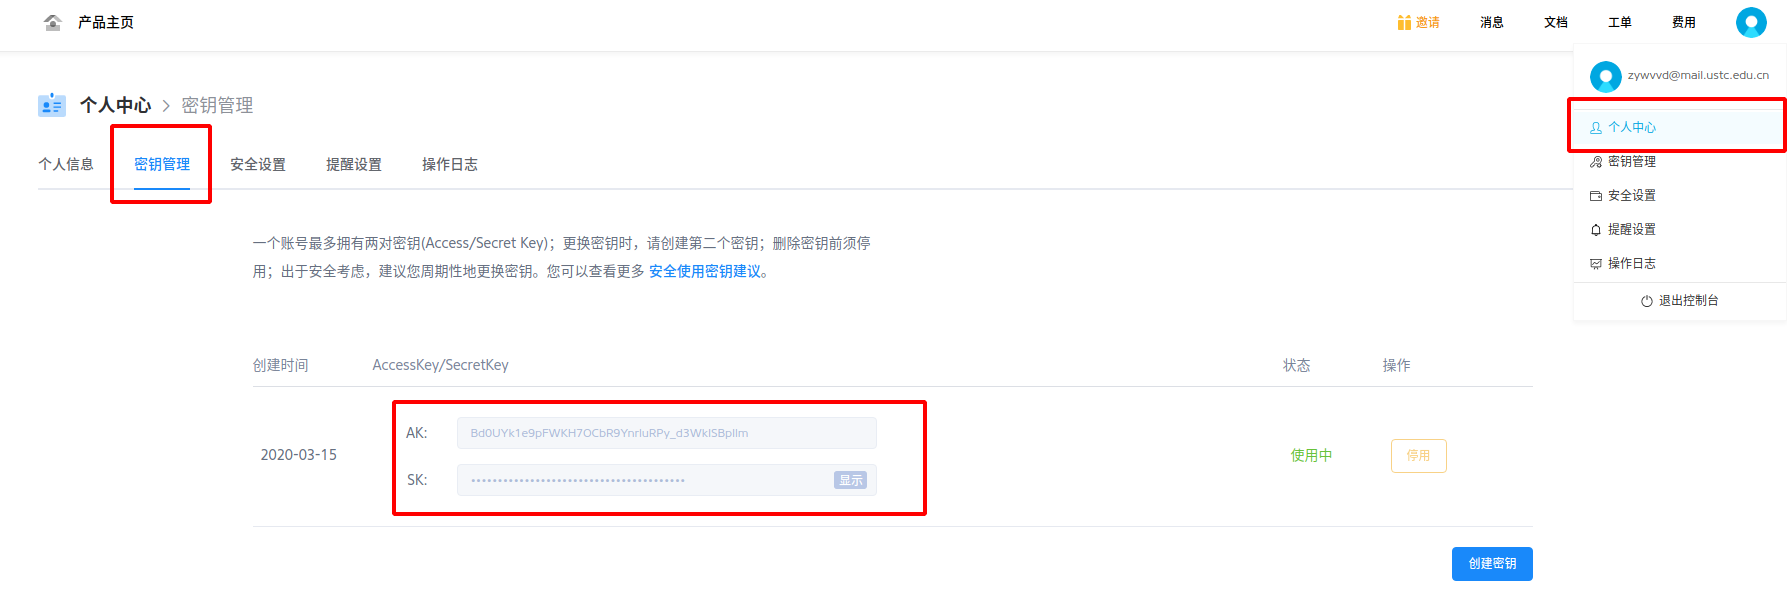 产品主页
邀请 消息 文档 工单 费用
zywvvd@mail.ustc.edu.cn
个人中心
密钥管理
安全设置
提醒设置
操作日志
退出控制台
个人中心 > 密钥管理
个人信息 密钥管理 安全设置 提醒设置 操作日志
一个账号最多拥有两对密钥(Access/Secret Key)；更换密钥时，请创建第二个密钥；删除密钥前须停
用；出于安全考虑，建议您周期性地更换密钥。您可以查看更多 安全使用密钥建议。
创建时间 AccessKey/SecretKey 状态 操作
AK: Bd0UYk1e9pFWKH7OCbR9YnrluRPy_d3WklSBpllm
2020-03-15 使用中 停用
SK: •••••••••••••••••••••••••••••••••••••••• 显示
创建密钥